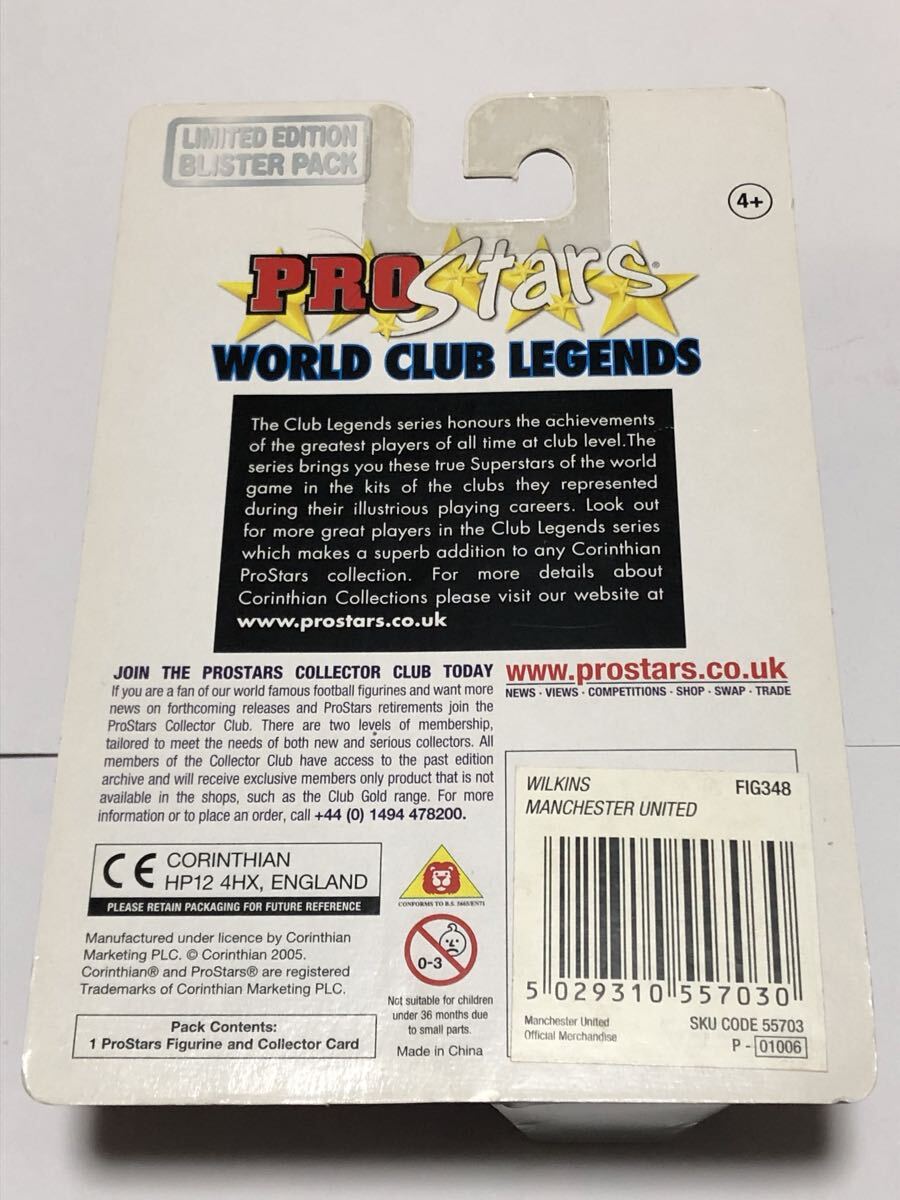 LIMITED EDITION
BLISTER PACK
4+
PROStars®
WORLD CLUB LEGENDS
The Club Legends series honours the achievements
of the greatest players of all time at club level.The
series brings you these true Superstars of the world
game in the kits of the clubs they represented
during their illustrious playing careers. Look out
for more great players in the Club Legends series
which makes a superb addition to any Corinthian
ProStars collection. For more details about
Corinthian Collections please visit our website at
www.prostars.co.uk
JOIN THE PROSTARS COLLECTOR CLUB TODAY
If you are a fan of our world famous football figurines and want more
news on forthcoming releases and ProStars retirements join the
ProStars Collector Club. There are two levels of membership,
tailored to meet the needs of both new and serious collectors. All
members of the Collector Club have access to the past edition
archive and will receive exclusive members only product that is not
available in the shops, such as the Club Gold range. For more
information or to place an order, call +44 (0) 1494 478200.
www.prostars.co.uk
NEWS · VIEWS · COMPETITIONS · SHOP · SWAP · TRADE
CE CORINTHIAN
HP12 4HX, ENGLAND
PLEASE RETAIN PACKAGING FOR FUTURE REFERENCE
Manufactured under licence by Corinthian
Marketing PLC. © Corinthian 2005.
Corinthian® and ProStars® are registered
Trademarks of Corinthian Marketing PLC.
Pack Contents:
1 ProStars Figurine and Collector Card
CONFORMS TO B.S. 5665/EN71
0-3
Not suitable for children
under 36 months due
to small parts.
Made in China
WILKINS FIG348
MANCHESTER UNITED
5 029310 557030
Manchester United
Official Merchandise
SKU CODE 55703
P - 01006